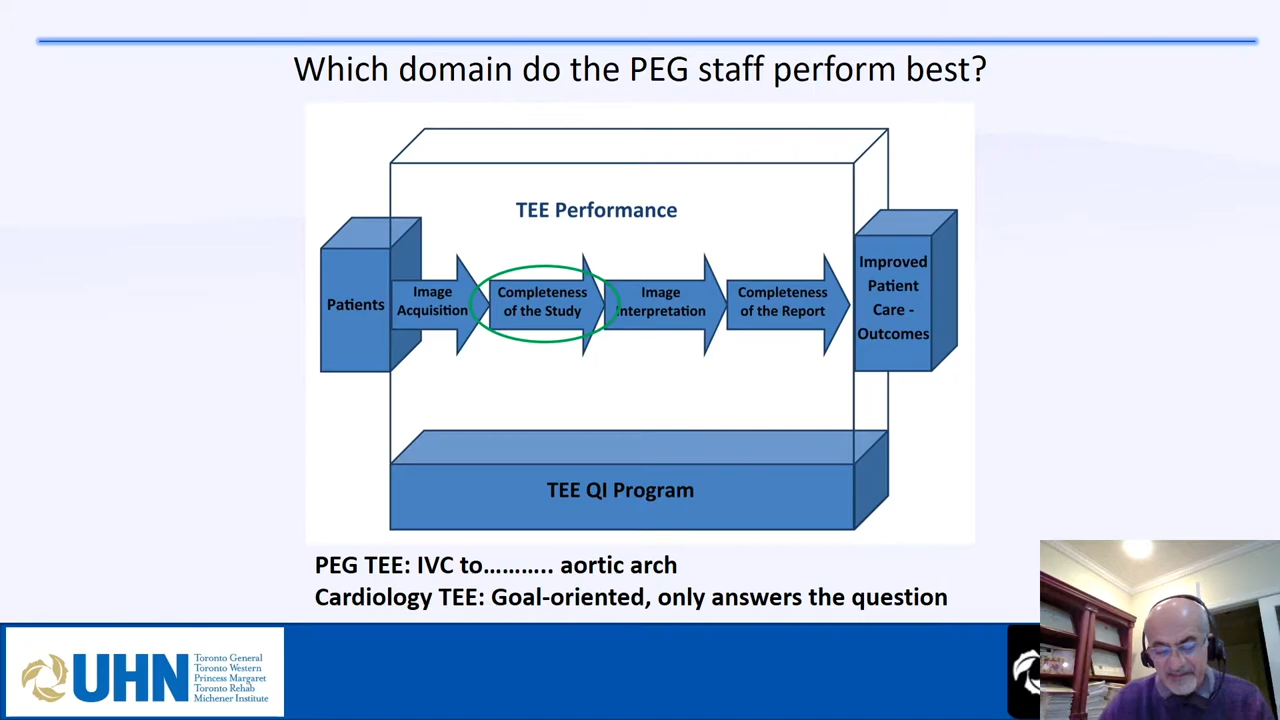 Which domain do the PEG staff perform best?
TEE Performance
Patients
Image
Acquisition
Completeness
of the Study
Image
Interpretation
Completeness
of the Report
Improved
Patient
Care -
Outcomes
TEE QI Program
PEG TEE: IVC to……….. aortic arch
Cardiology TEE: Goal-oriented, only answers the question
UHN
Toronto General
Toronto Western
Princess Margaret
Toronto Rehab
Michener Institute